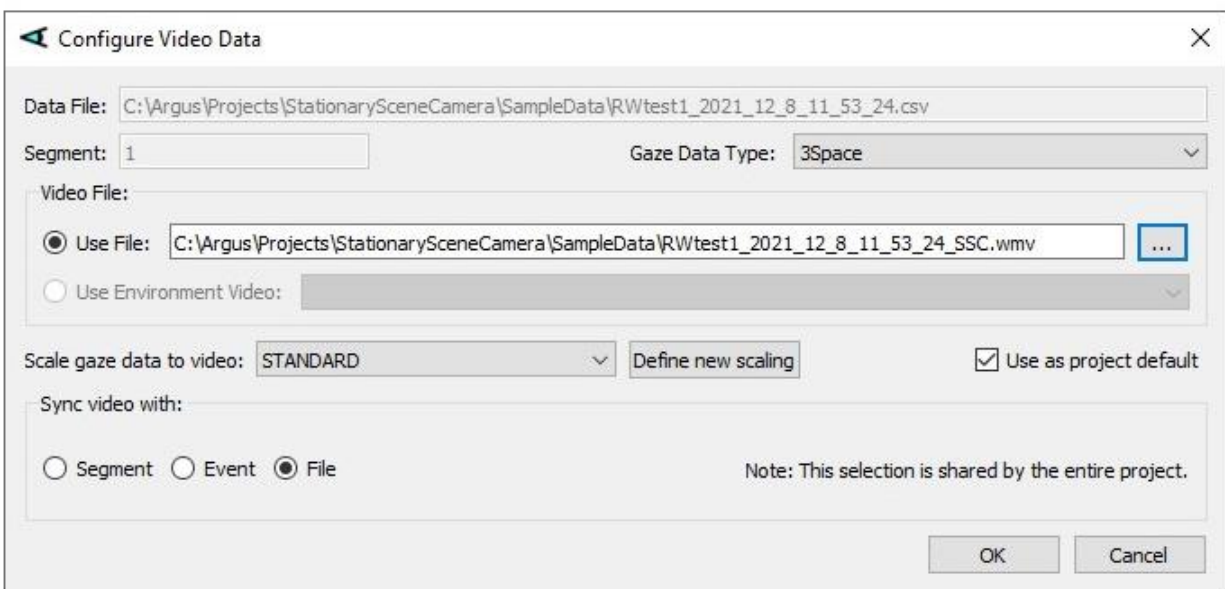 Configure Video Data
Data File: C:\Argus\Projects\StationarySceneCamera\SampleData\RWtest1_2021_12_8_11_53_24.csv
Segment: 1 Gaze Data Type: 3Space
Video File:
Use File: C:\Argus\Projects\StationarySceneCamera\SampleData\RWtest1_2021_12_8_11_53_24_SSC.wmv ...
Use Environment Video:
Scale gaze data to video: STANDARD Define new scaling Use as project default
Sync video with:
Segment Event File Note: This selection is shared by the entire project.
OK Cancel